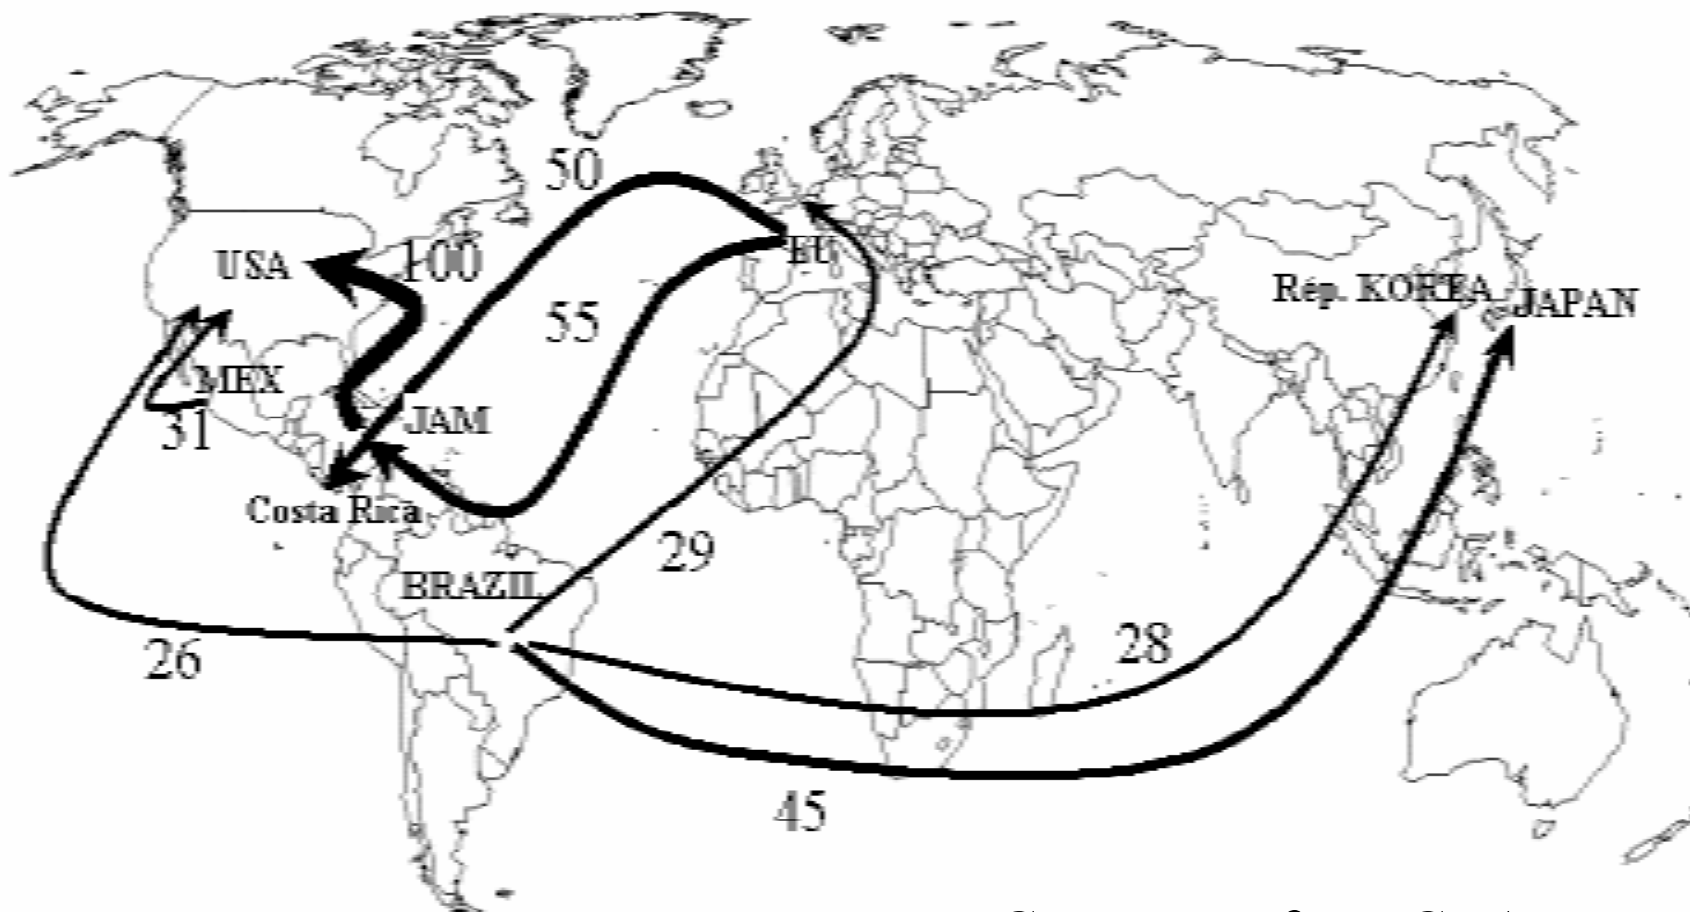 50
USA
100
EU
Rép. KOREA
JAPAN
55
MEX
31
JAM
Costa Rica
29
BRAZIL
26
28
45